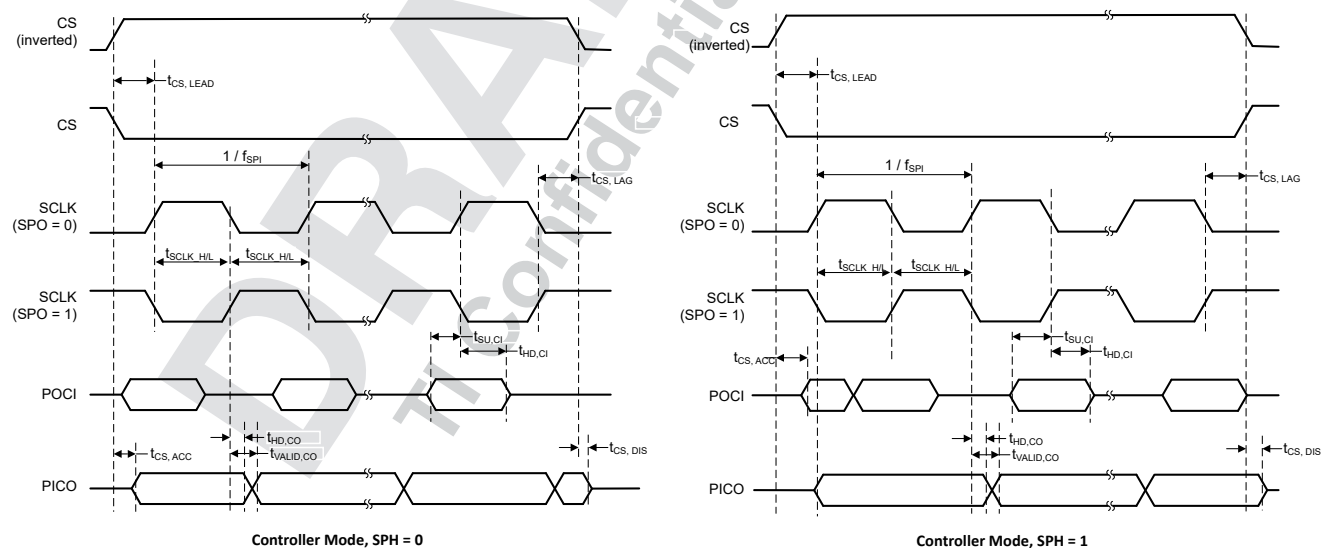 CS
(inverted)
tCS, LEAD
CS
1 / fSPI
tCS, LAG
SCLK
(SPO = 0)
tSCLK_H/L
tSCLK_H/L
SCLK
(SPO = 1)
tSU,CI
tHD,CI
POCI
tHD,CO
tVALID,CO
tCS, ACC
tCS, DIS
PICO
Controller Mode, SPH = 0
CS
(inverted)
tCS, LEAD
CS
1 / fSPI
tCS, LAG
SCLK
(SPO = 0)
tSCLK_H/L
tSCLK_H/L
SCLK
(SPO = 1)
tSU,CI
tHD,CI
tCS, ACC
POCI
tHD,CO
tVALID,CO
tCS, DIS
PICO
Controller Mode, SPH = 1